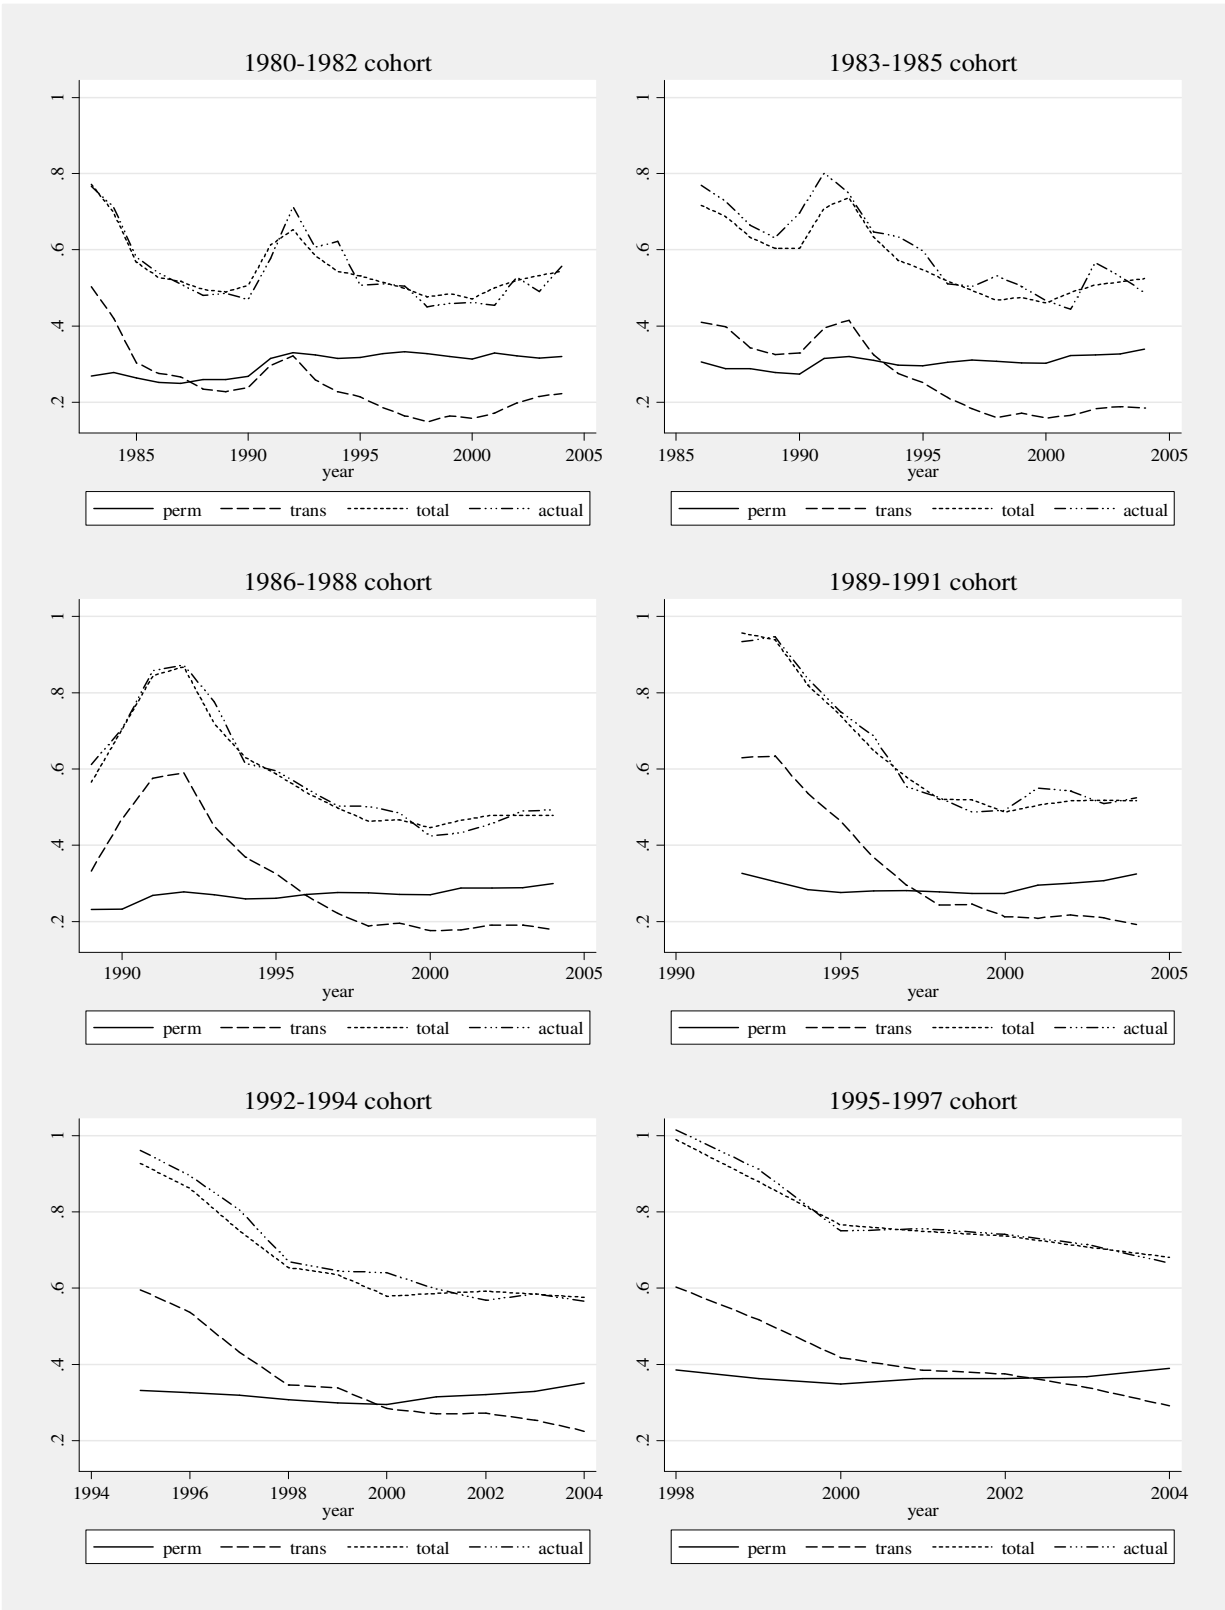 1980-1982 cohort
1
.8
.6
.4
.2
1985 1990 1995 2000 2005
year
perm trans total actual
1983-1985 cohort
1
.8
.6
.4
.2
1985 1990 1995 2000 2005
year
perm trans total actual
1986-1988 cohort
1
.8
.6
.4
.2
1990 1995 2000 2005
year
perm trans total actual
1989-1991 cohort
1
.8
.6
.4
.2
1990 1995 2000 2005
year
perm trans total actual
1992-1994 cohort
1
.8
.6
.4
.2
1994 1996 1998 2000 2002 2004
year
perm trans total actual
1995-1997 cohort
1
.8
.6
.4
.2
1998 2000 2002 2004
year
perm trans total actual